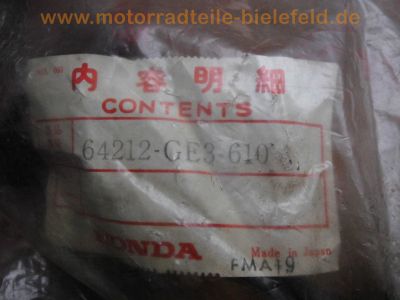 www.motorradteile-bielefeld.de
内容明細
CONTENTS
64212-GE3-610
HONDA
Made in Japan
FMA19